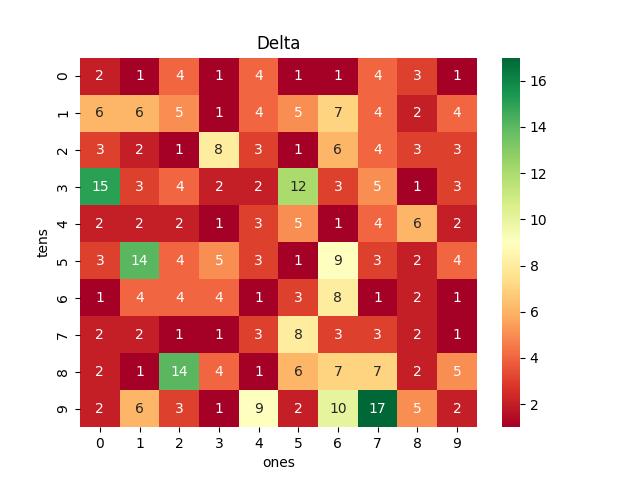 Delta
0 2 1 4 1 4 1 1 4 3 1
1 6 6 5 1 4 5 7 4 2 4
2 3 2 1 8 3 1 6 4 3 3
3 15 3 4 2 2 12 3 5 1 3
4 2 2 2 1 3 5 1 4 6 2
5 3 14 4 5 3 1 9 3 2 4
6 1 4 4 4 1 3 8 1 2 1
7 2 2 1 1 3 8 3 3 2 1
8 2 1 14 4 1 6 7 7 2 5
9 2 6 3 1 9 2 10 17 5 2
0 1 2 3 4 5 6 7 8 9
ones
tens
16
14
12
10
8
6
4
2